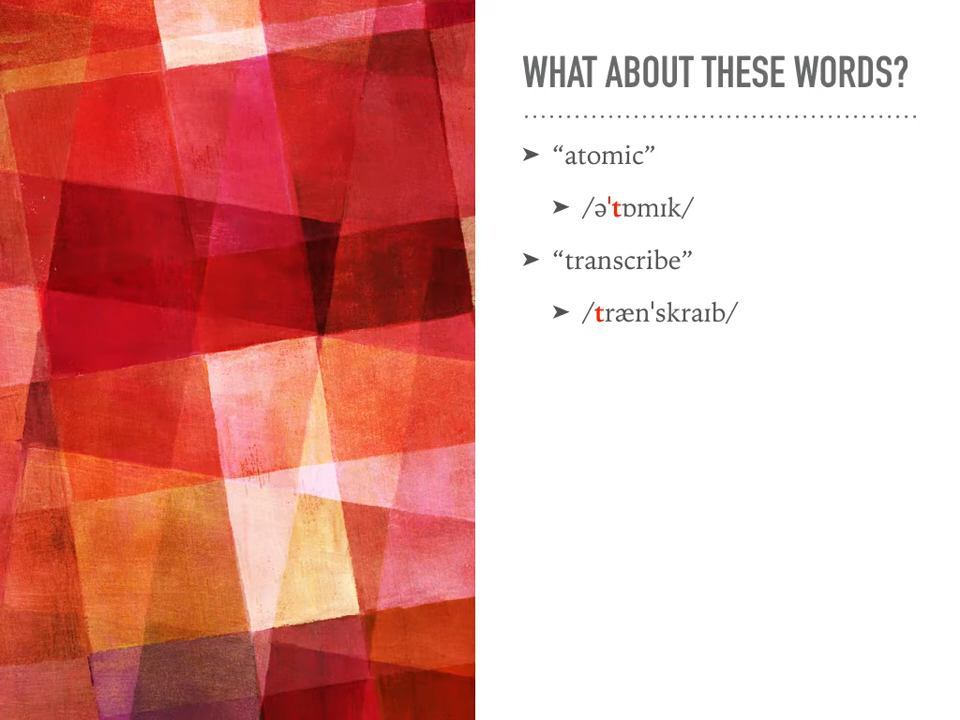 WHAT ABOUT THESE WORDS?
➤ “atomic”
➤ /əˈtɒmɪk/
➤ “transcribe”
➤ /trænˈskraɪb/